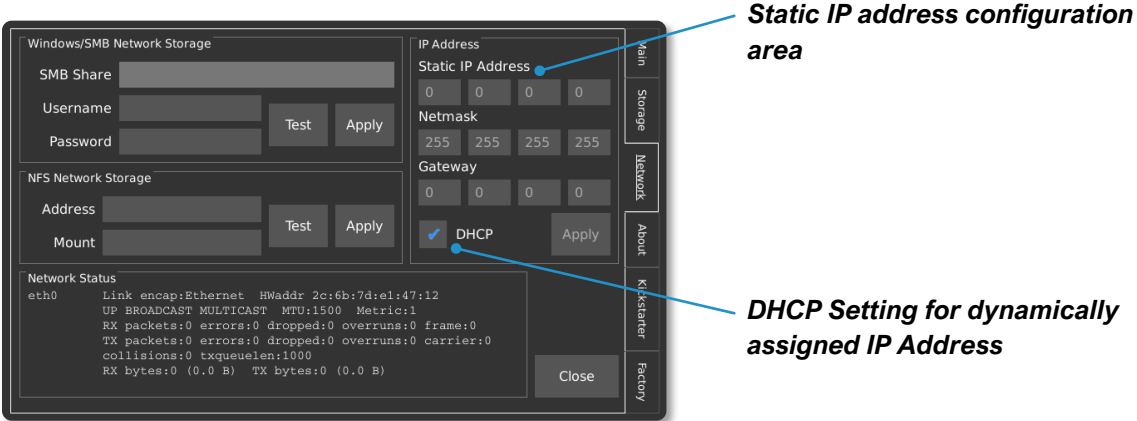 Static IP address configuration
area
Windows/SMB Network Storage
SMB Share
Username
Password
Test
Apply
NFS Network Storage
Address
Mount
Test
Apply
IP Address
Static IP Address
0 0 0 0
Netmask
255 255 255 255
Gateway
0 0 0 0
✔ DHCP
Apply
Main
Storage
Network
About
Kickstarter
Factory
Network Status
eth0 Link encap:Ethernet HWaddr 2c:6b:7d:e1:47:12
UP BROADCAST MULTICAST MTU:1500 Metric:1
RX packets:0 errors:0 dropped:0 overruns:0 frame:0
TX packets:0 errors:0 dropped:0 overruns:0 carrier:0
collisions:0 txqueuelen:1000
RX bytes:0 (0.0 B) TX bytes:0 (0.0 B)
Close
DHCP Setting for dynamically
assigned IP Address